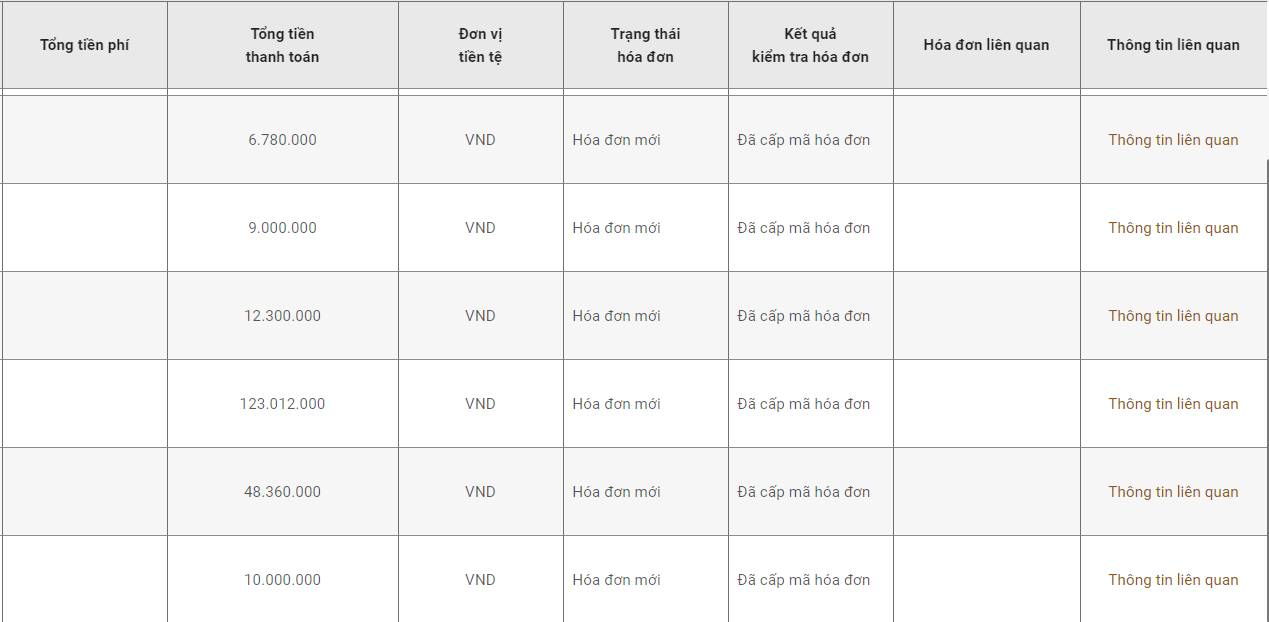 Tổng tiền phí
Tổng tiền
thanh toán
Đơn vị
tiền tệ
Trạng thái
hóa đơn
Kết quả
kiểm tra hóa đơn
Hóa đơn liên quan
Thông tin liên quan
6.780.000 VND Hóa đơn mới Đã cấp mã hóa đơn Thông tin liên quan
9.000.000 VND Hóa đơn mới Đã cấp mã hóa đơn Thông tin liên quan
12.300.000 VND Hóa đơn mới Đã cấp mã hóa đơn Thông tin liên quan
123.012.000 VND Hóa đơn mới Đã cấp mã hóa đơn Thông tin liên quan
48.360.000 VND Hóa đơn mới Đã cấp mã hóa đơn Thông tin liên quan
10.000.000 VND Hóa đơn mới Đã cấp mã hóa đơn Thông tin liên quan